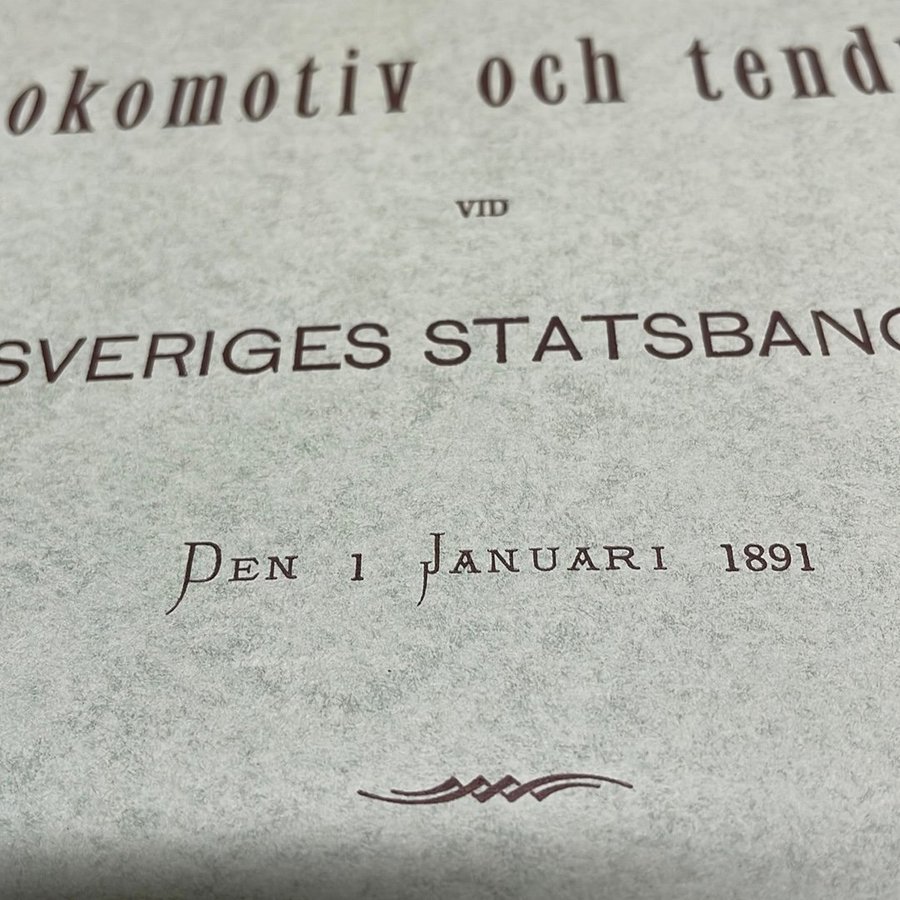 okomotiv och tend
VID
SVERIGES STATSBAN
DEN 1 JANUARI 1891